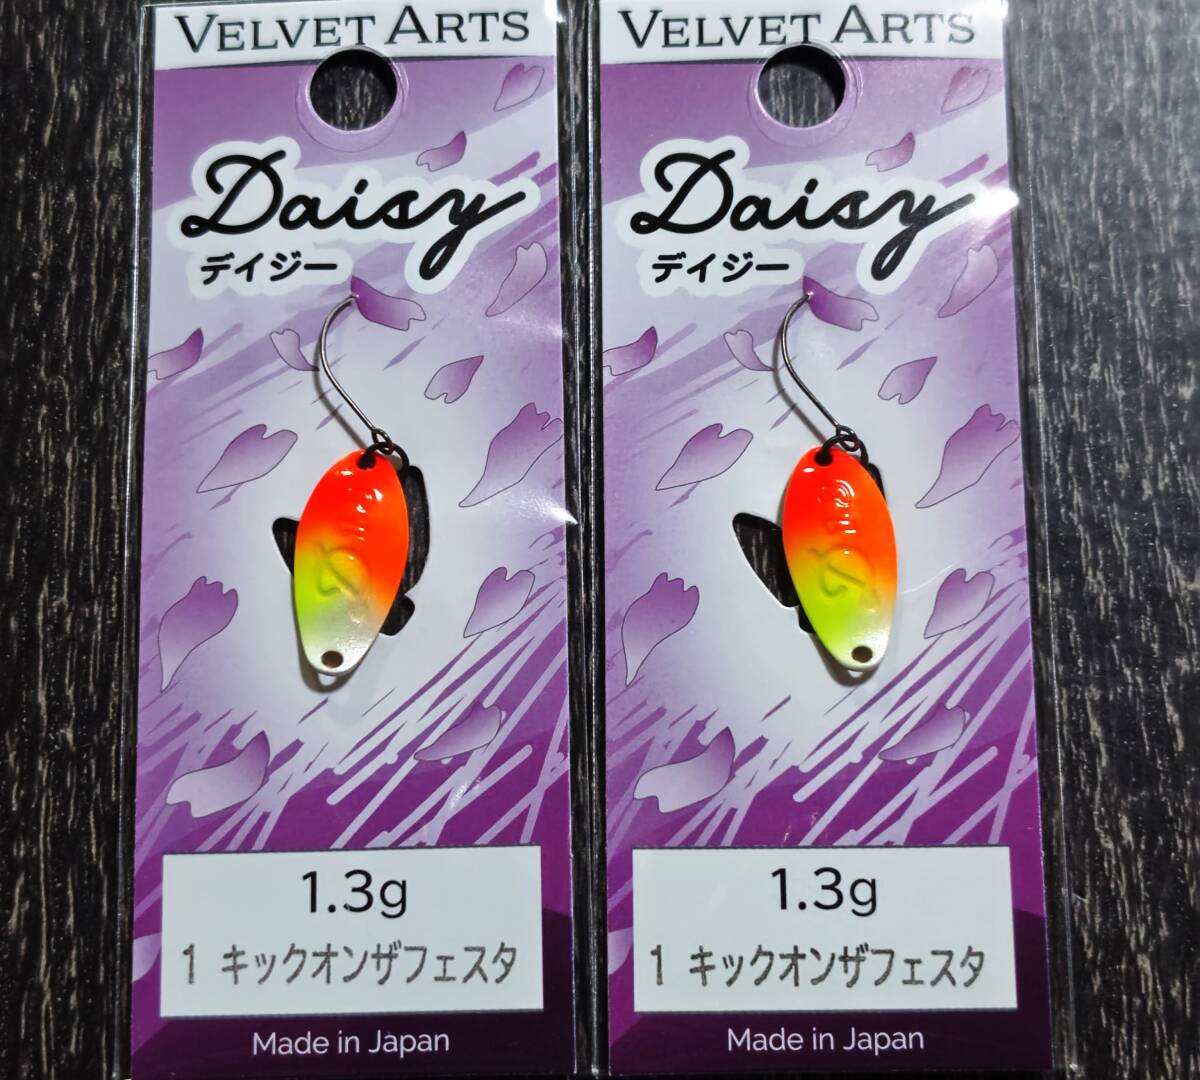 VELVET ARTS
Daisy
デイジー
1.3g
1 キックオンザフェスタ
Made in Japan
VELVET ARTS
Daisy
デイジー
1.3g
1 キックオンザフェスタ
Made in Japan